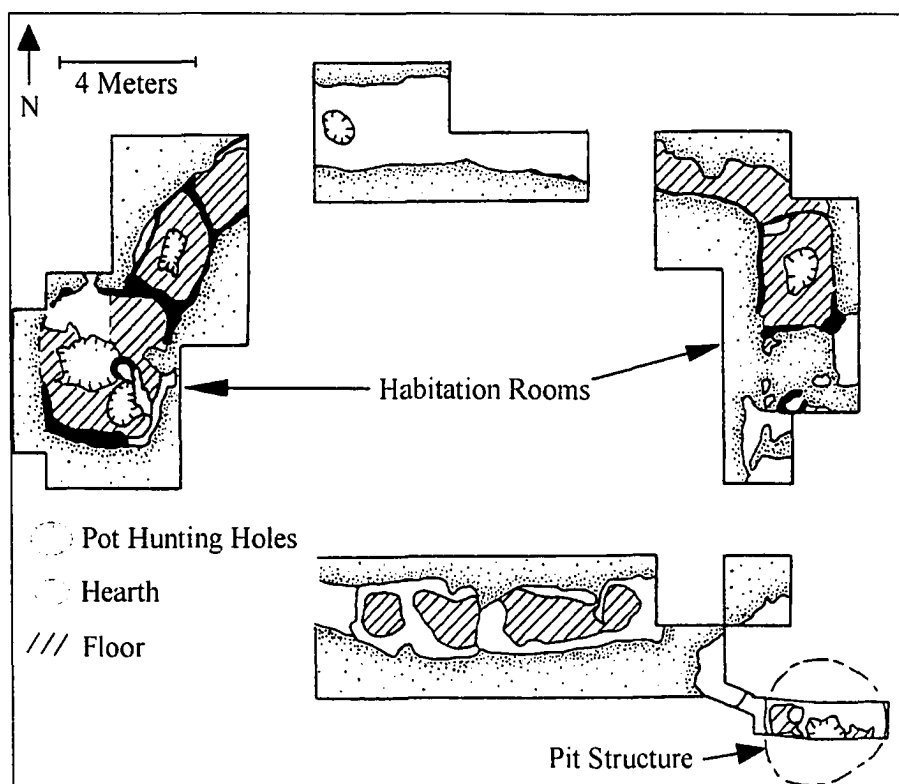 4 Meters
N
Habitation Rooms
Pot Hunting Holes
Hearth
Floor
Pit Structure